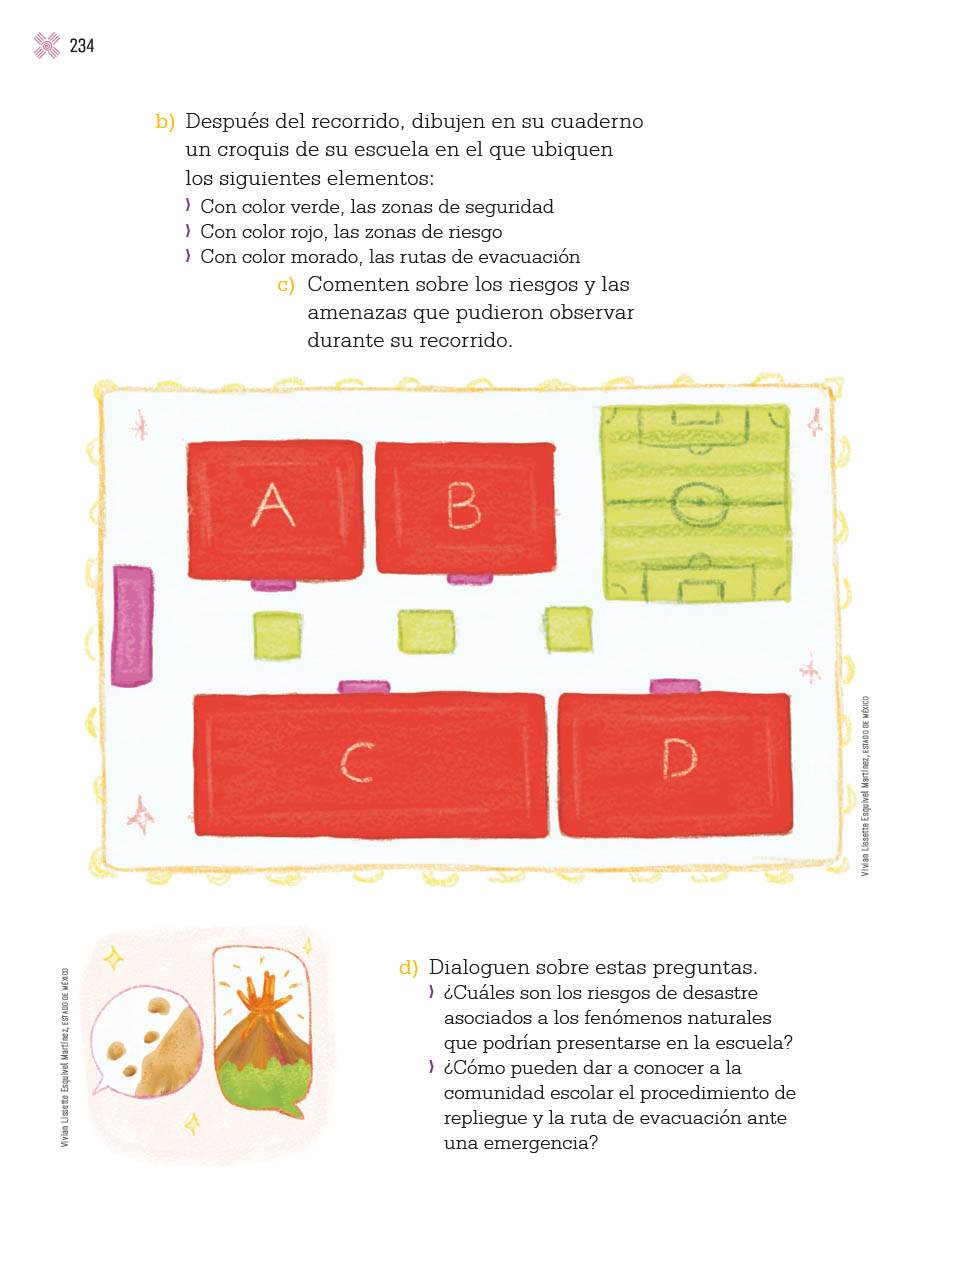 234
b) Después del recorrido, dibujen en su cuaderno
un croquis de su escuela en el que ubiquen
los siguientes elementos:
⟩ Con color verde, las zonas de seguridad
⟩ Con color rojo, las zonas de riesgo
⟩ Con color morado, las rutas de evacuación
c) Comenten sobre los riesgos y las
amenazas que pudieron observar
durante su recorrido.
A
B
C
D
Vivian Lissette Esquivel Martínez, ESTADO DE MÉXICO
Vivian Lissette Esquivel Martínez, ESTADO DE MÉXICO
d) Dialoguen sobre estas preguntas.
⟩ ¿Cuáles son los riesgos de desastre
asociados a los fenómenos naturales
que podrían presentarse en la escuela?
⟩ ¿Cómo pueden dar a conocer a la
comunidad escolar el procedimiento de
repliegue y la ruta de evacuación ante
una emergencia?